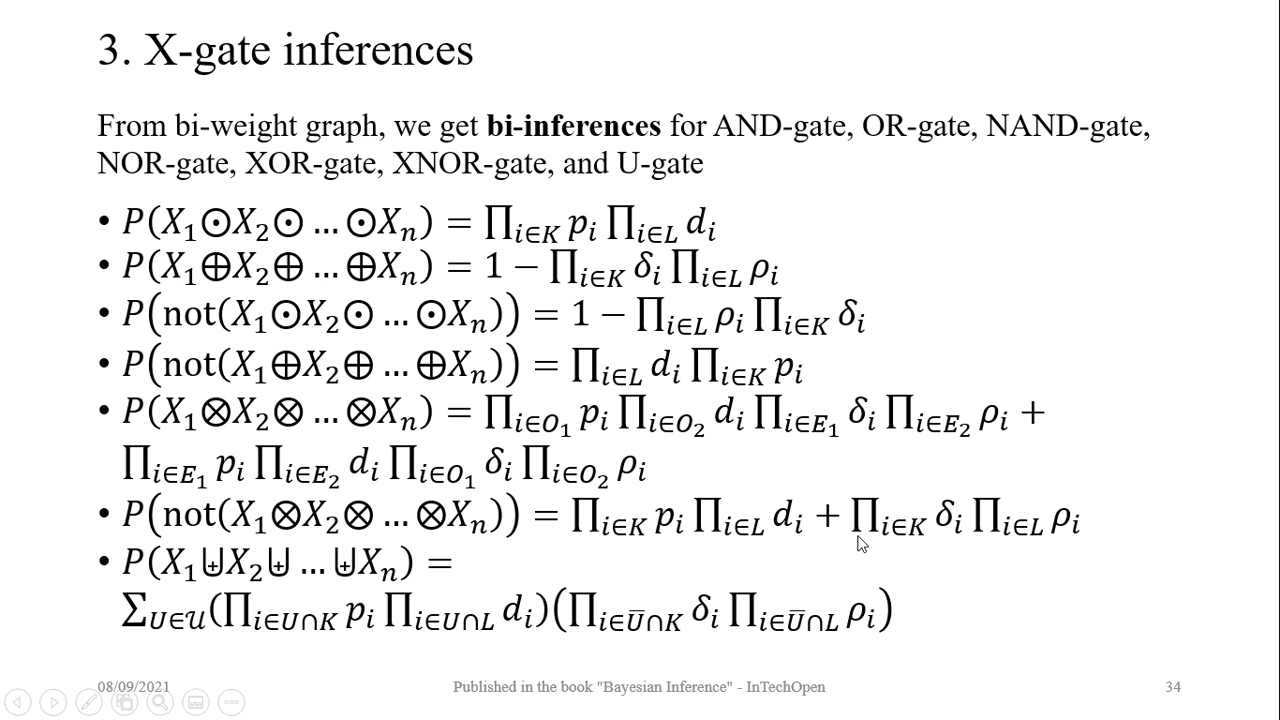 3. X-gate inferences
From bi-weight graph, we get bi-inferences for AND-gate, OR-gate, NAND-gate,
NOR-gate, XOR-gate, XNOR-gate, and U-gate
• P(X₁⊙X₂⊙ … ⊙Xₙ) = ∏_{i∈K} pᵢ ∏_{i∈L} dᵢ
• P(X₁⊕X₂⊕ … ⊕Xₙ) = 1 − ∏_{i∈K} δᵢ ∏_{i∈L} ρᵢ
• P(not(X₁⊙X₂⊙ … ⊙Xₙ)) = 1 − ∏_{i∈L} ρᵢ ∏_{i∈K} δᵢ
• P(not(X₁⊕X₂⊕ … ⊕Xₙ)) = ∏_{i∈L} dᵢ ∏_{i∈K} pᵢ
• P(X₁⊗X₂⊗ … ⊗Xₙ) = ∏_{i∈O₁} pᵢ ∏_{i∈O₂} dᵢ ∏_{i∈E₁} δᵢ ∏_{i∈E₂} ρᵢ +
∏_{i∈E₁} pᵢ ∏_{i∈E₂} dᵢ ∏_{i∈O₁} δᵢ ∏_{i∈O₂} ρᵢ
• P(not(X₁⊗X₂⊗ … ⊗Xₙ)) = ∏_{i∈K} pᵢ ∏_{i∈L} dᵢ + ∏_{i∈K} δᵢ ∏_{i∈L} ρᵢ
• P(X₁⊎X₂⊎ … ⊎Xₙ) =
∑_{U∈𝒰}(∏_{i∈U∩K} pᵢ ∏_{i∈U∩L} dᵢ)(∏_{i∈U̅∩K} δᵢ ∏_{i∈U̅∩L} ρᵢ)
08/09/2021 Published in the book "Bayesian Inference" - InTechOpen 34